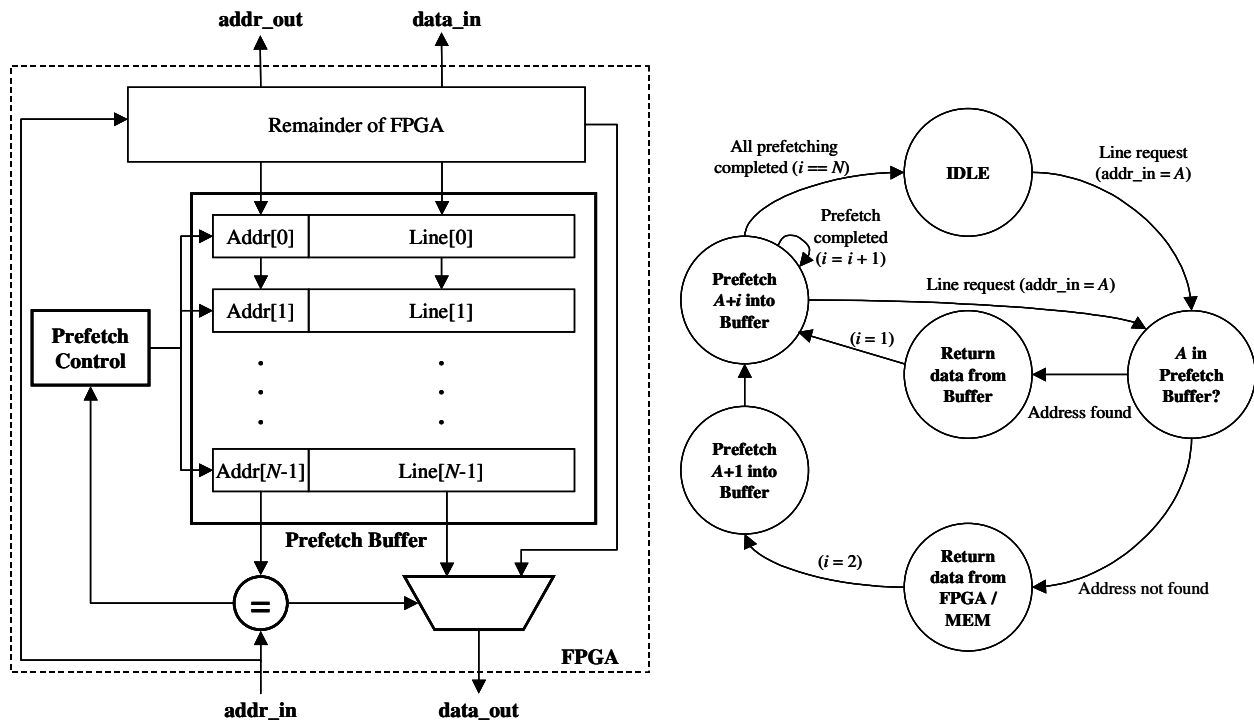 addr_out
data_in
Remainder of FPGA
Addr[0]
Line[0]
Addr[1]
Line[1]
Prefetch
Control
Addr[N-1]
Line[N-1]
Prefetch Buffer
=
FPGA
addr_in
data_out
All prefetching
completed (i == N)
IDLE
Line request
(addr_in = A)
Prefetch
completed
(i = i + 1)
Prefetch
A+i into
Buffer
Line request (addr_in = A)
(i = 1)
Return
data from
Buffer
A in
Prefetch
Buffer?
Address found
Prefetch
A+1 into
Buffer
(i = 2)
Return
data from
FPGA /
MEM
Address not found